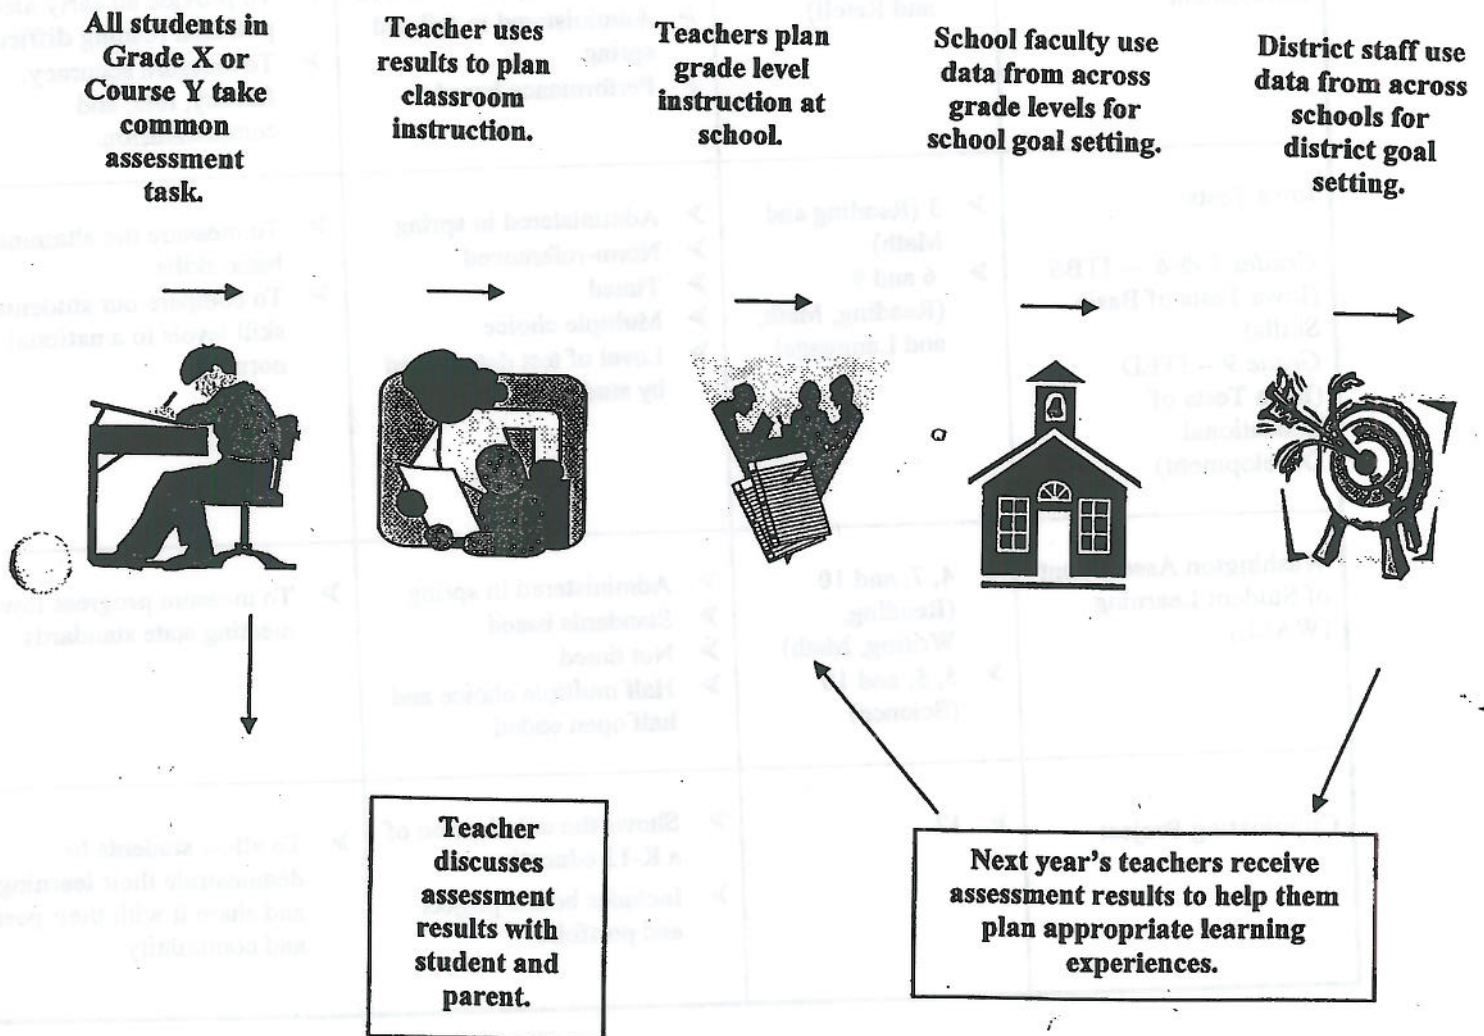 All students in
Grade X or
Course Y take
common
assessment
task.
Teacher uses
results to plan
classroom
instruction.
Teachers plan
grade level
instruction at
school.
School faculty use
data from across
grade levels for
school goal setting.
District staff use
data from across
schools for
district goal
setting.
Teacher
discusses
assessment
results with
student and
parent.
Next year's teachers receive
assessment results to help them
plan appropriate learning
experiences.